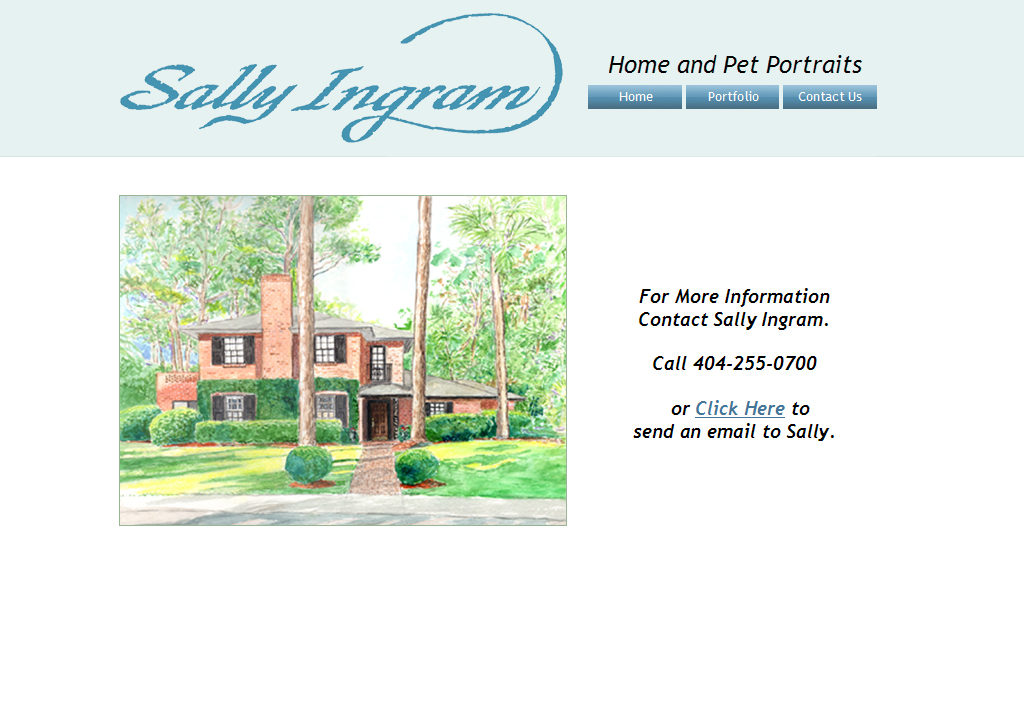 Sally Ingram
Home and Pet Portraits
Home
Portfolio
Contact Us
For More Information
Contact Sally Ingram.
Call 404-255-0700
or Click Here to
send an email to Sally.